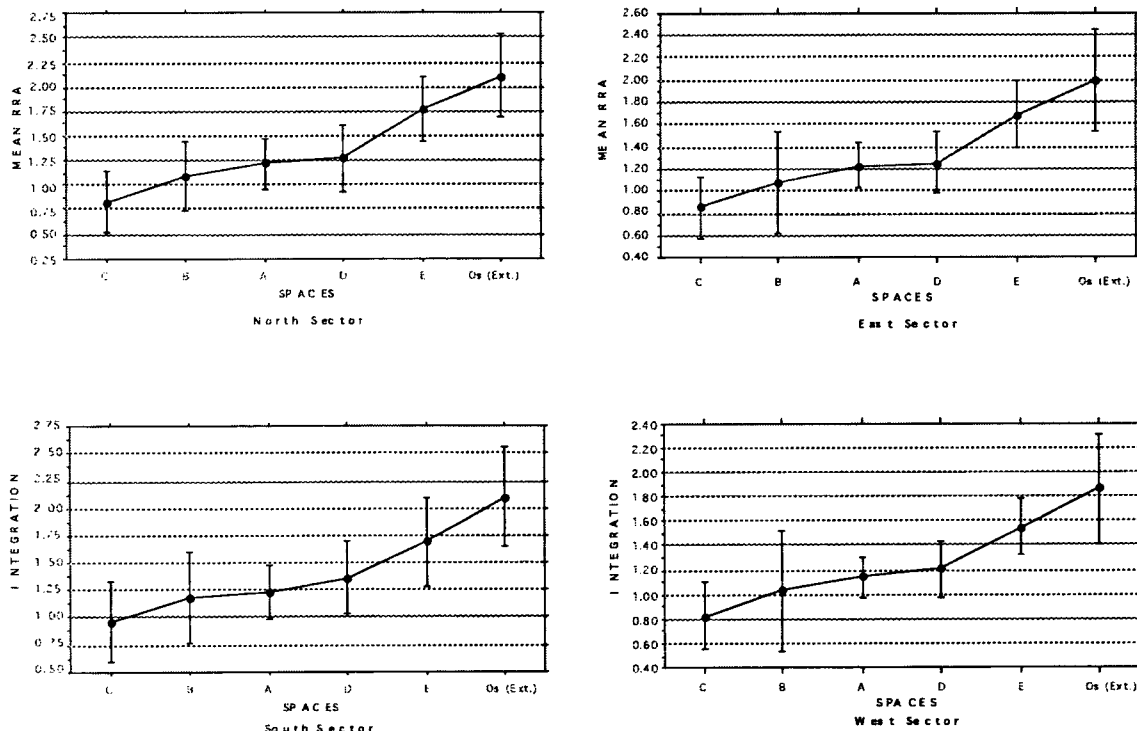 2.75
2.50
2.25
2.00
1.75
1.50
1.25
1.00
0.75
0.50
0.25
MEAN RRA
C B A D E Os (Ext.)
SPACES
North Sector
2.60
2.40
2.20
2.00
1.80
1.60
1.40
1.20
1.00
0.80
0.60
0.40
MEAN RRA
C B A D E Os (Ext.)
SPACES
East Sector
2.75
2.50
2.25
2.00
1.75
1.50
1.25
1.00
0.75
0.50
INTEGRATION
C B A D E Os (Ext.)
SPACES
South Sector
2.40
2.20
2.00
1.80
1.60
1.40
1.20
1.00
0.80
0.60
0.40
INTEGRATION
C B A D E Os (Ext.)
SPACES
West Sector